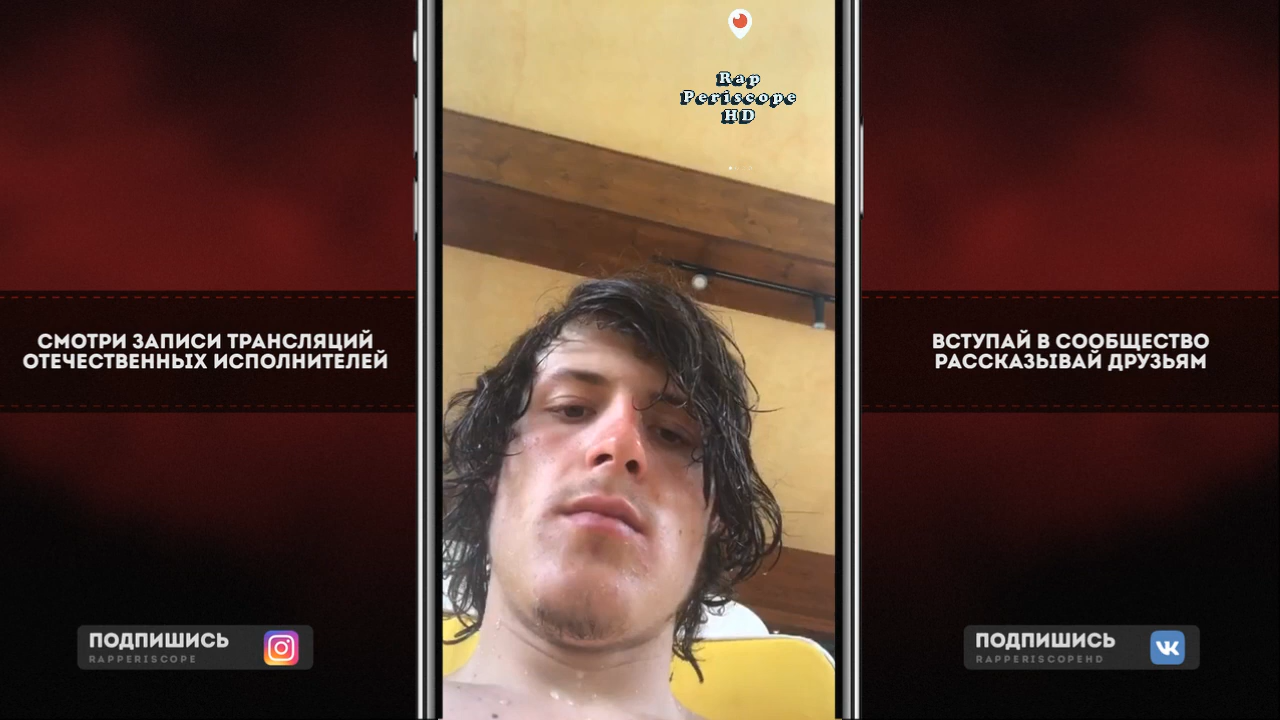 Rap
Periscope
HD
СМОТРИ ЗАПИСИ ТРАНСЛЯЦИЙ
ОТЕЧЕСТВЕННЫХ ИСПОЛНИТЕЛЕЙ
ВСТУПАЙ В СООБЩЕСТВО
РАССКАЗЫВАЙ ДРУЗЬЯМ
ПОДПИШИСЬ
RAPPERISCOPE
ПОДПИШИСЬ
RAPPERISCOPEHD